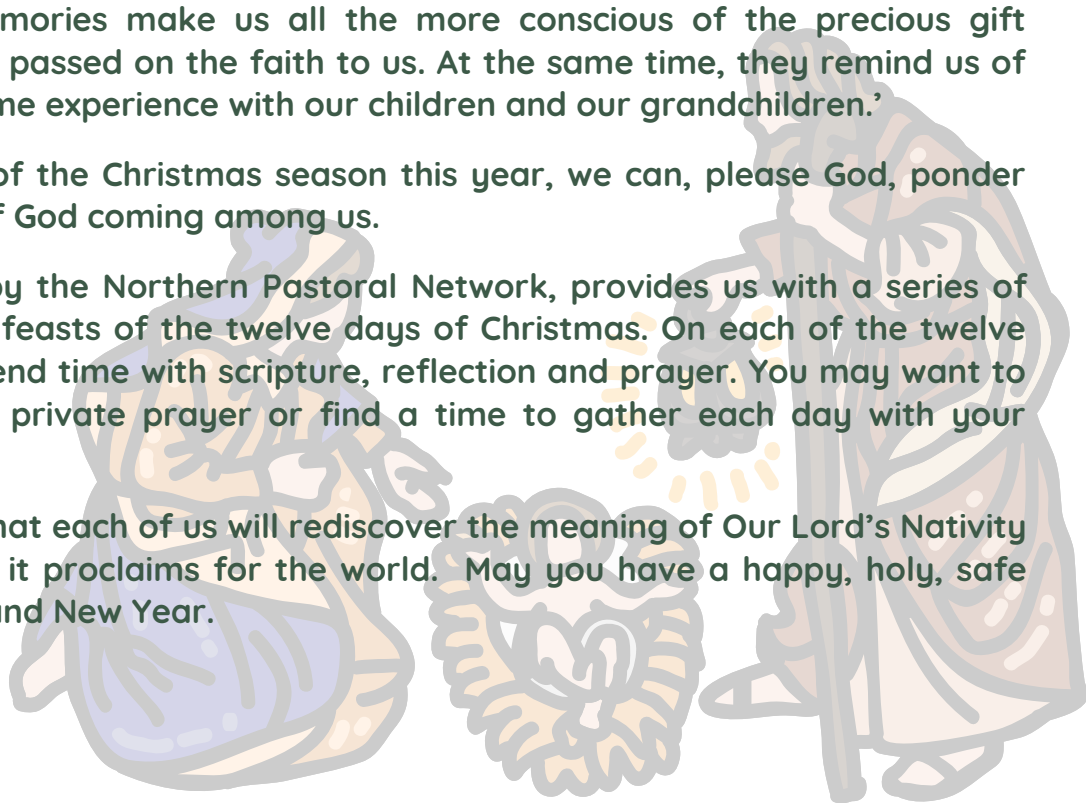 mories make us all the more conscious of the precious gift
passed on the faith to us. At the same time, they remind us of
me experience with our children and our grandchildren.’
of the Christmas season this year, we can, please God, ponder
f God coming among us.
by the Northern Pastoral Network, provides us with a series of
feasts of the twelve days of Christmas. On each of the twelve
end time with scripture, reflection and prayer. You may want to
private prayer or find a time to gather each day with your
hat each of us will rediscover the meaning of Our Lord’s Nativity
it proclaims for the world. May you have a happy, holy, safe
and New Year.